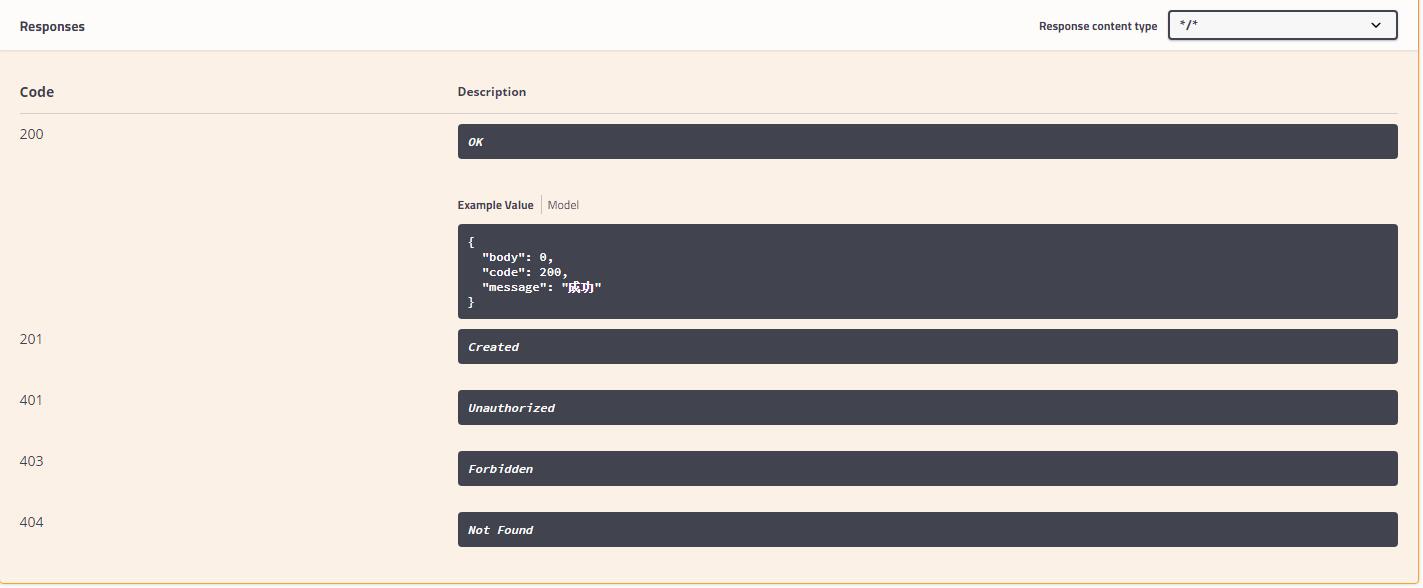 Responses
Response content type */*
Code Description
200 OK
Example Value Model
{
  "body": 0,
  "code": 200,
  "message": "成功"
}
201 Created
401 Unauthorized
403 Forbidden
404 Not Found